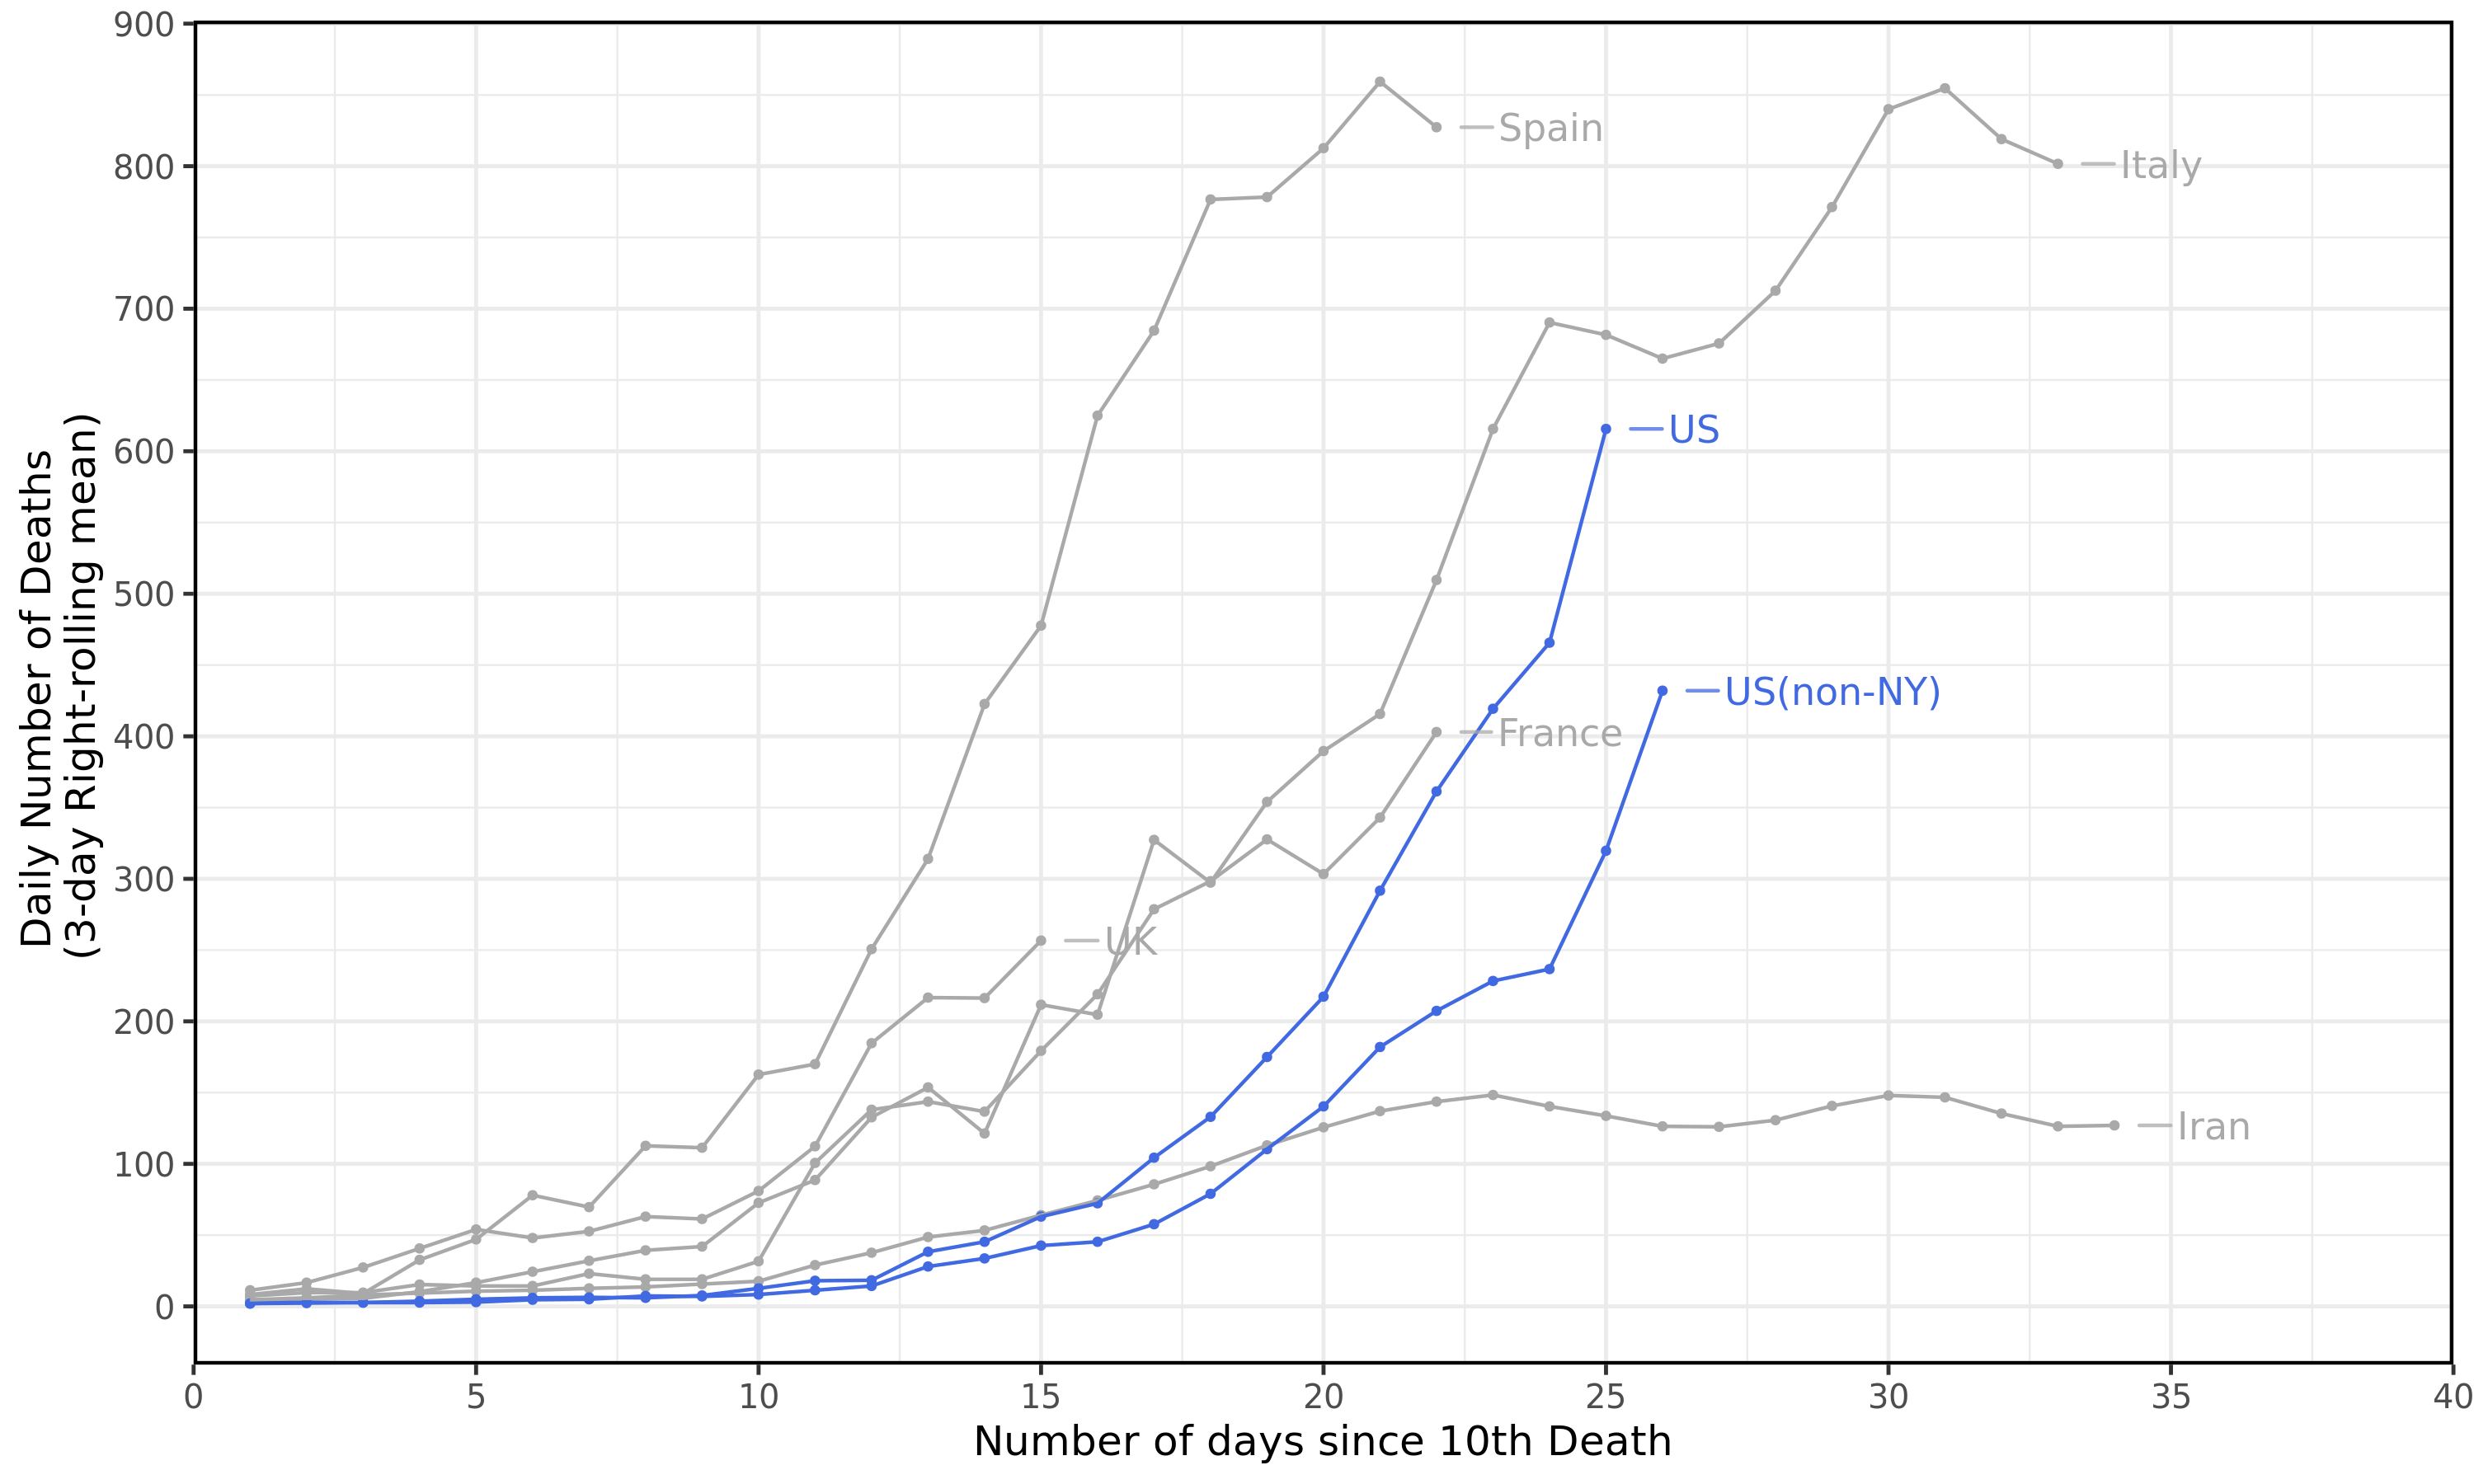 900
800
700
600
500
400
300
200
100
0
Daily Number of Deaths
(3-day Right-rolling mean)
Spain
Italy
US
US(non-NY)
France
UK
Iran
0 5 10 15 20 25 30 35 40
Number of days since 10th Death